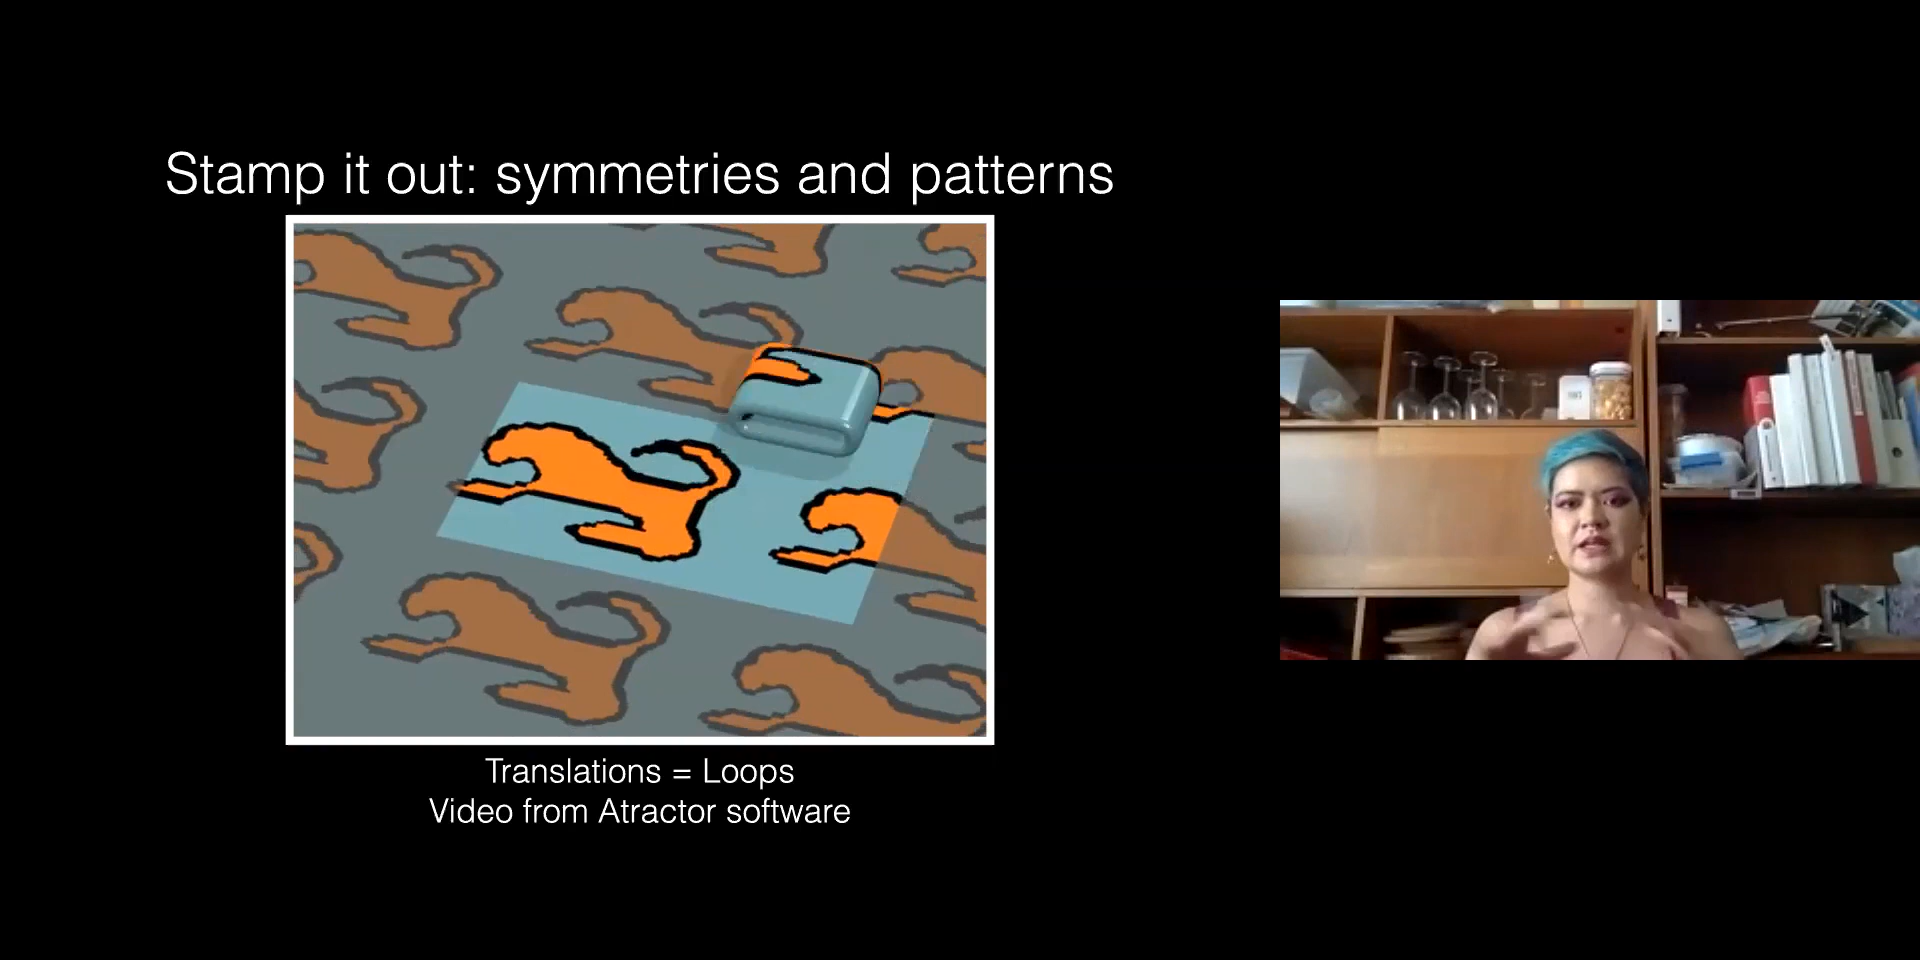 Stamp it out: symmetries and patterns
Translations = Loops
Video from Atractor software